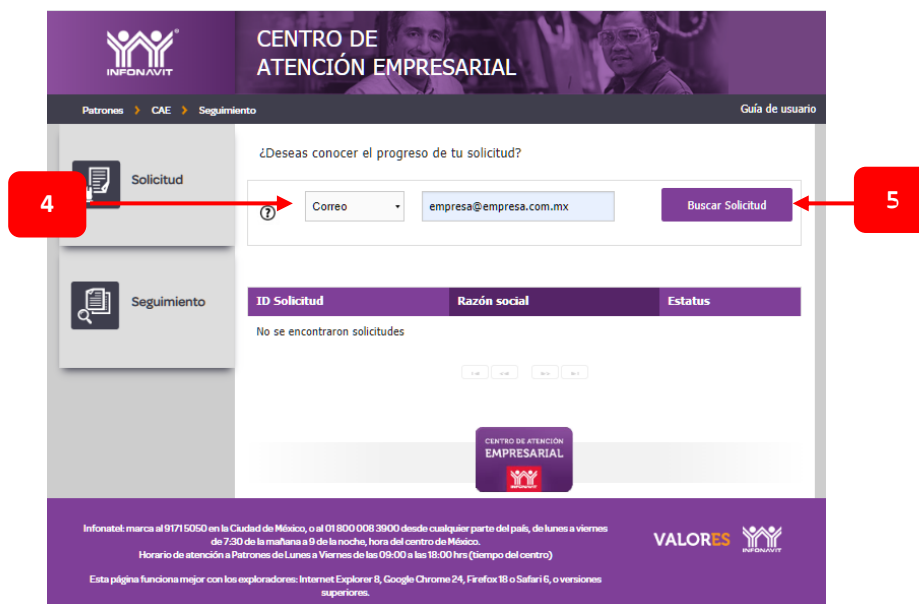 INFONAVIT
CENTRO DE
ATENCIÓN EMPRESARIAL
Patrones > CAE > Seguimiento
Guía de usuario
Solicitud
¿Deseas conocer el progreso de tu solicitud?
4
?
Correo
empresa@empresa.com.mx
Buscar Solicitud
5
Seguimiento
ID Solicitud Razón social Estatus
No se encontraron solicitudes
CENTRO DE ATENCIÓN
EMPRESARIAL
Infonatel: marca al 9171 5050 en la Ciudad de México, o al 01 800 008 3900 desde cualquier parte del país, de lunes a viernes
de 7:30 de la mañana a 9 de la noche, hora del centro de México.
Horario de atención a Patrones de Lunes a Viernes de las 09:00 a las 18:00 hrs (tiempo del centro)
Esta página funciona mejor con los exploradores: Internet Explorer 8, Google Chrome 24, Firefox 18 o Safari 6, o versiones
superiores.
VALORES
INFONAVIT